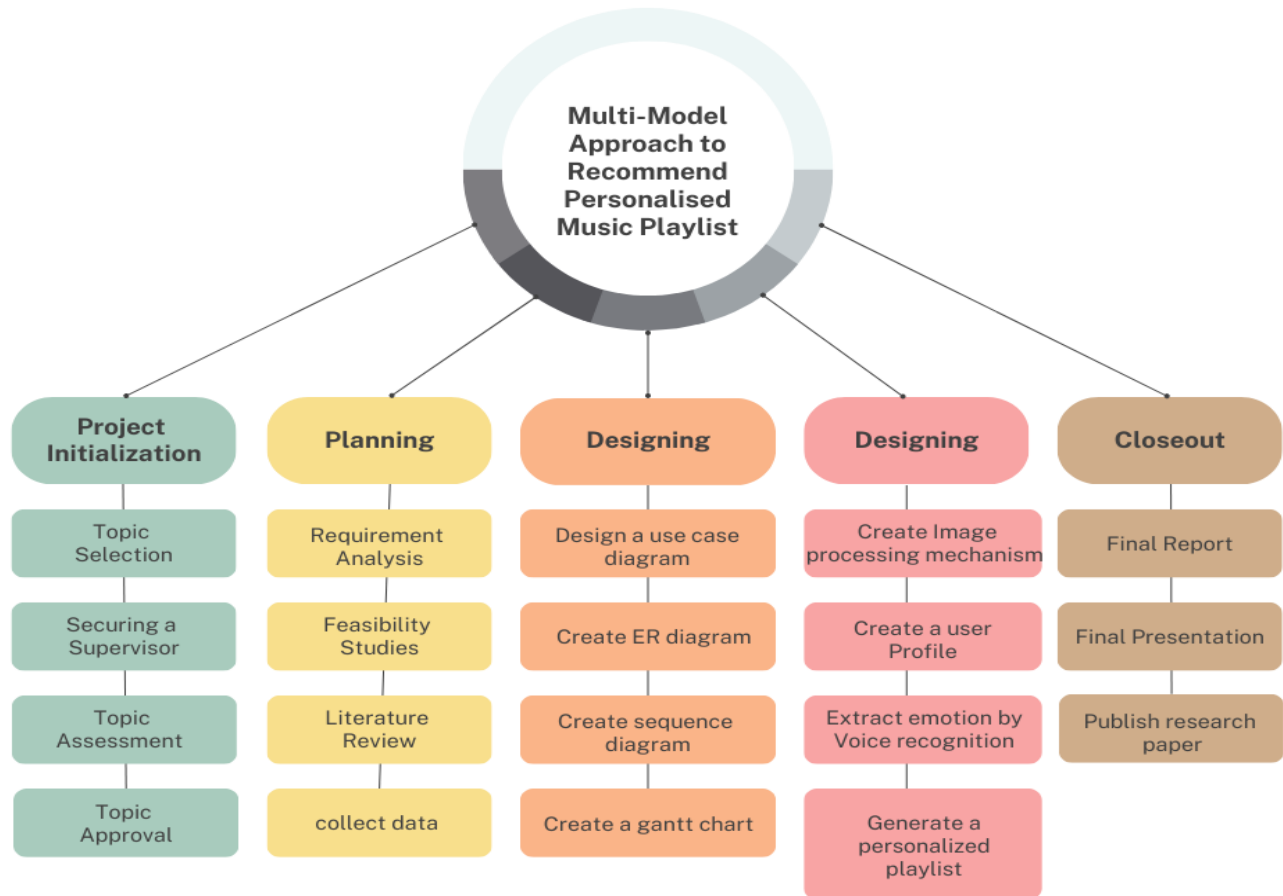 Multi-Model
Approach to
Recommend
Personalised
Music Playlist
Project
Initialization
Topic
Selection
Securing a
Supervisor
Topic
Assessment
Topic
Approval
Planning
Requirement
Analysis
Feasibility
Studies
Literature
Review
collect data
Designing
Design a use case
diagram
Create ER diagram
Create sequence
diagram
Create a gantt chart
Designing
Create Image
processing mechanism
Create a user
Profile
Extract emotion by
Voice recognition
Generate a
personalized
playlist
Closeout
Final Report
Final Presentation
Publish research
paper